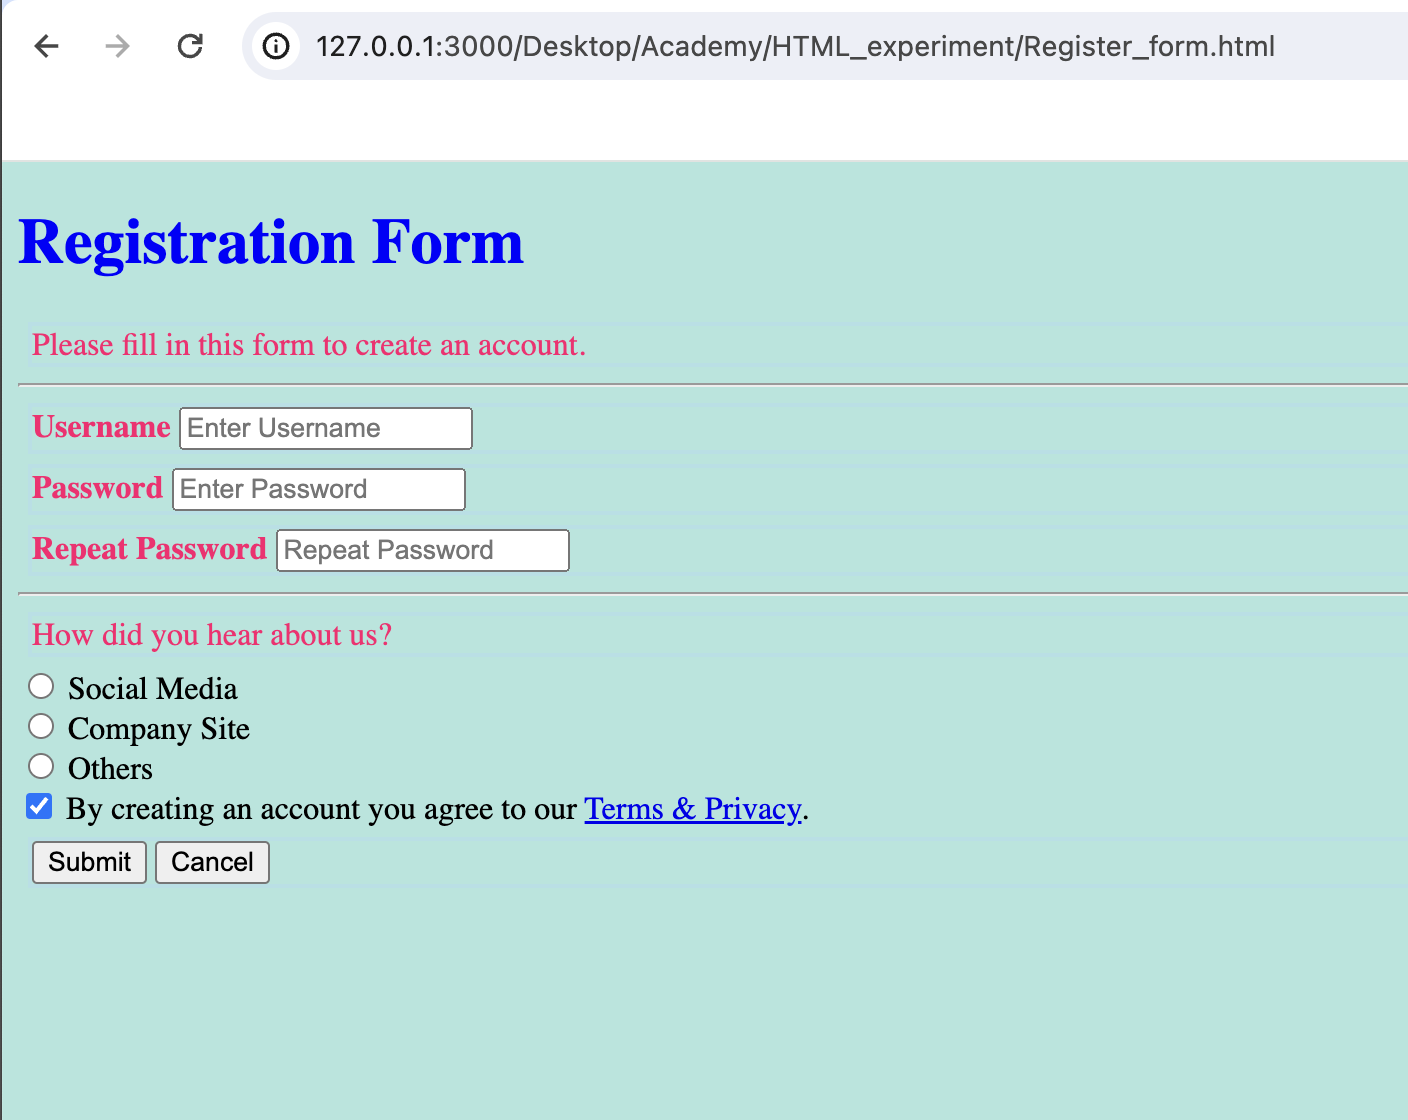 127.0.0.1:3000/Desktop/Academy/HTML_experiment/Register_form.html
Registration Form
Please fill in this form to create an account.
Username Enter Username
Password Enter Password
Repeat Password Repeat Password
How did you hear about us?
Social Media
Company Site
Others
By creating an account you agree to our Terms & Privacy.
Submit Cancel